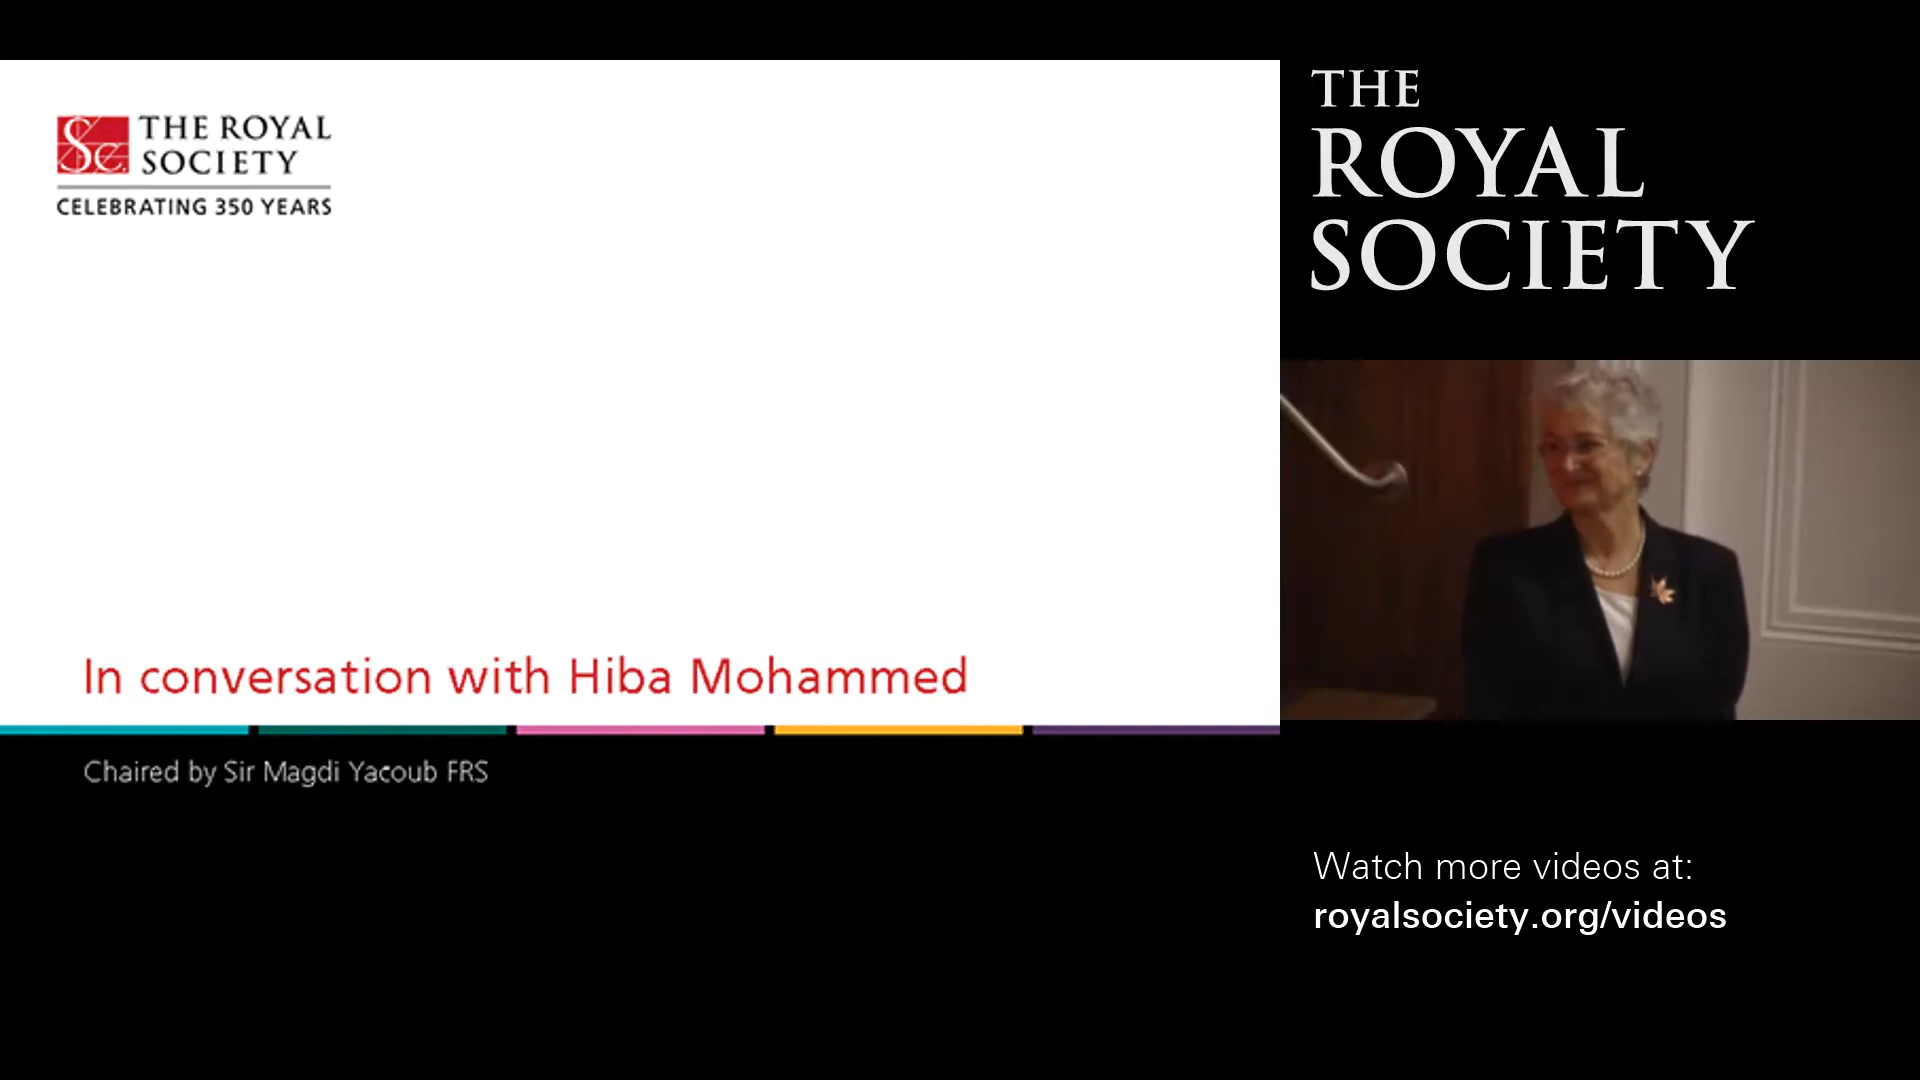 THE ROYAL
SOCIETY
CELEBRATING 350 YEARS
In conversation with Hiba Mohammed
Chaired by Sir Magdi Yacoub FRS
THE
ROYAL
SOCIETY
Watch more videos at:
royalsociety.org/videos